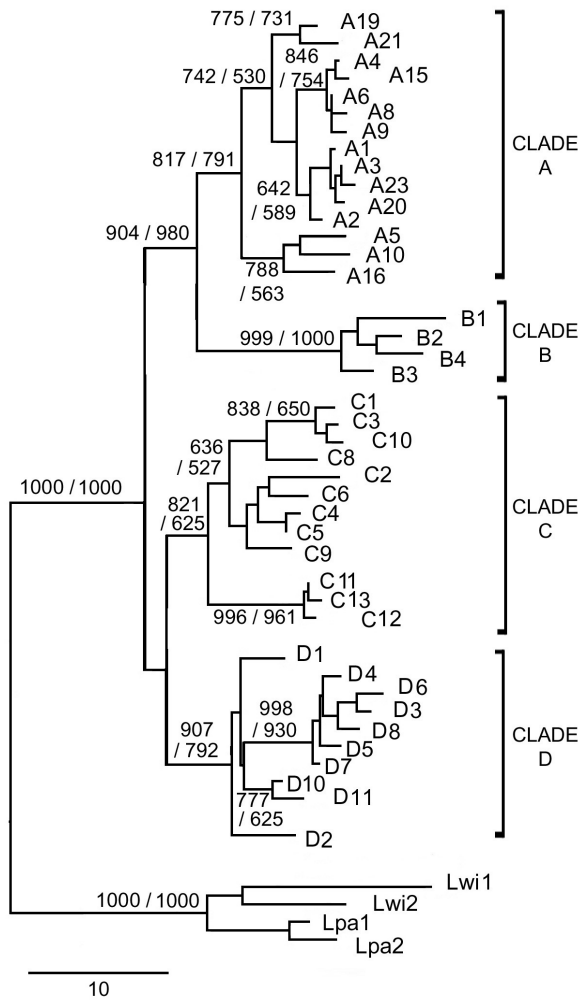 775 / 731
A19
A21
846
/ 754
A4
A15
742 / 530
A6
A8
A9
CLADE
A
817 / 791
A1
A3
A23
A20
642
/ 589
A2
904 / 980
A5
A10
A16
788
/ 563
B1
999 / 1000
B2
B4
B3
CLADE
B
838 / 650
C1
C3
C10
636
/ 527
C8
C2
1000 / 1000
C6
821
/ 625
C4
C5
C9
CLADE
C
C11
C13
C12
996 / 961
D1
D4
D6
998
/ 930
D3
D8
907
/ 792
D5
D7
CLADE
D
D10
D11
777
/ 625
D2
Lwi1
1000 / 1000
Lwi2
Lpa1
Lpa2
10